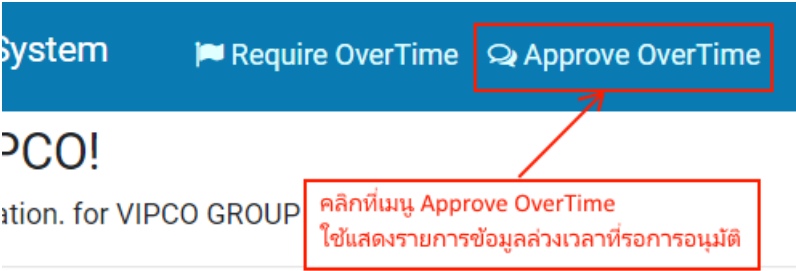 System Require OverTime Approve OverTime
PCO!
ation. for VIPCO GROUP
คลิกที่เมนู Approve OverTime
ใช้แสดงรายการข้อมูลล่วงเวลาที่รอการอนุมัติ